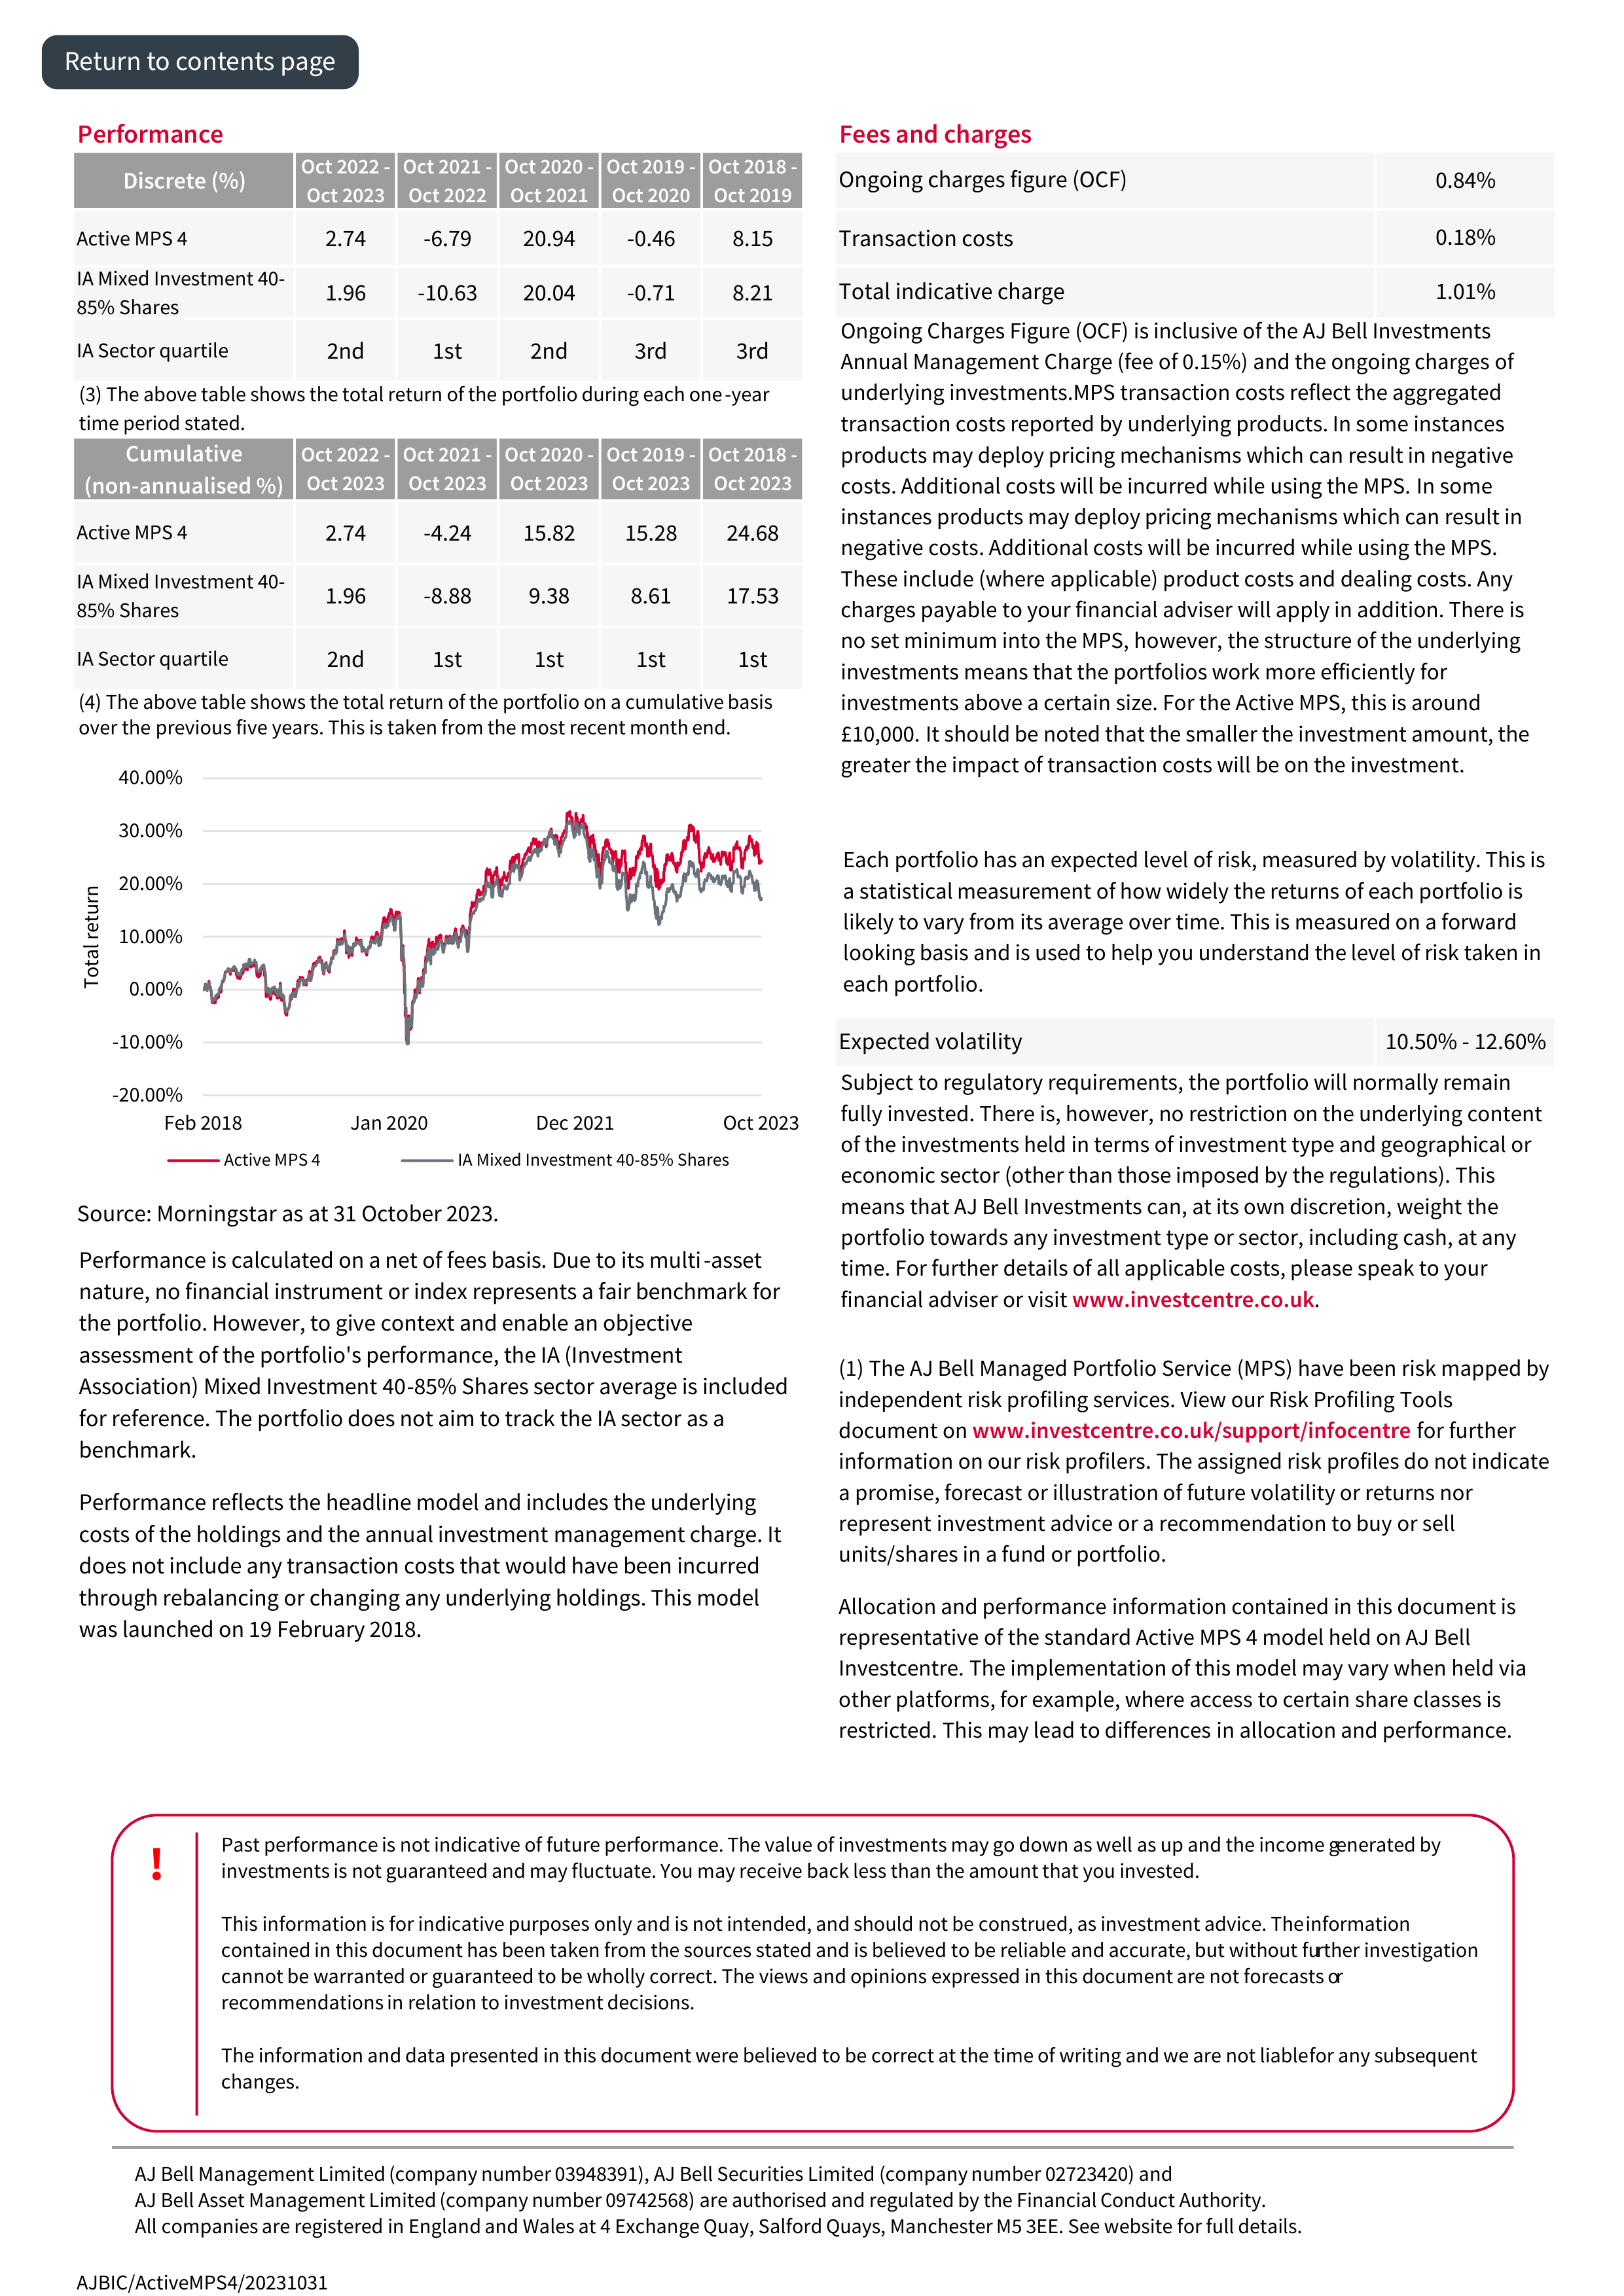 Return to contents page
Performance
Discrete (%)
Oct 2022 -
Oct 2023
Oct 2021 -
Oct 2022
Oct 2020 -
Oct 2021
Oct 2019 -
Oct 2020
Oct 2018 -
Oct 2019
Active MPS 4
2.74
-6.79
20.94
-0.46
8.15
IA Mixed Investment 40-
85% Shares
1.96
-10.63
20.04
-0.71
8.21
IA Sector quartile
2nd
1st
2nd
3rd
3rd
(3) The above table shows the total return of the portfolio during each one-year
time period stated.
Cumulative
(non-annualised %)
Oct 2022 -
Oct 2023
Oct 2021 -
Oct 2023
Oct 2020 -
Oct 2023
Oct 2019 -
Oct 2023
Oct 2018 -
Oct 2023
Active MPS 4
2.74
-4.24
15.82
15.28
24.68
IA Mixed Investment 40-
85% Shares
1.96
-8.88
9.38
8.61
17.53
IA Sector quartile
2nd
1st
1st
1st
1st
(4) The above table shows the total return of the portfolio on a cumulative basis
over the previous five years. This is taken from the most recent month end.
Total return
40.00%
30.00%
20.00%
10.00%
0.00%
-10.00%
-20.00%
Feb 2018
Jan 2020
Dec 2021
Oct 2023
Active MPS 4
IA Mixed Investment 40-85% Shares
Source: Morningstar as at 31 October 2023.
Performance is calculated on a net of fees basis. Due to its multi-asset
nature, no financial instrument or index represents a fair benchmark for
the portfolio. However, to give context and enable an objective
assessment of the portfolio's performance, the IA (Investment
Association) Mixed Investment 40-85% Shares sector average is included
for reference. The portfolio does not aim to track the IA sector as a
benchmark.
Performance reflects the headline model and includes the underlying
costs of the holdings and the annual investment management charge. It
does not include any transaction costs that would have been incurred
through rebalancing or changing any underlying holdings. This model
was launched on 19 February 2018.
Fees and charges
Ongoing charges figure (OCF)
0.84%
Transaction costs
0.18%
Total indicative charge
1.01%
Ongoing Charges Figure (OCF) is inclusive of the AJ Bell Investments
Annual Management Charge (fee of 0.15%) and the ongoing charges of
underlying investments.MPS transaction costs reflect the aggregated
transaction costs reported by underlying products. In some instances
products may deploy pricing mechanisms which can result in negative
costs. Additional costs will be incurred while using the MPS. In some
instances products may deploy pricing mechanisms which can result in
negative costs. Additional costs will be incurred while using the MPS.
These include (where applicable) product costs and dealing costs. Any
charges payable to your financial adviser will apply in addition. There is
no set minimum into the MPS, however, the structure of the underlying
investments means that the portfolios work more efficiently for
investments above a certain size. For the Active MPS, this is around
£10,000. It should be noted that the smaller the investment amount, the
greater the impact of transaction costs will be on the investment.
Each portfolio has an expected level of risk, measured by volatility. This is
a statistical measurement of how widely the returns of each portfolio is
likely to vary from its average over time. This is measured on a forward
looking basis and is used to help you understand the level of risk taken in
each portfolio.
Expected volatility
10.50% - 12.60%
Subject to regulatory requirements, the portfolio will normally remain
fully invested. There is, however, no restriction on the underlying content
of the investments held in terms of investment type and geographical or
economic sector (other than those imposed by the regulations). This
means that AJ Bell Investments can, at its own discretion, weight the
portfolio towards any investment type or sector, including cash, at any
time. For further details of all applicable costs, please speak to your
financial adviser or visit www.investcentre.co.uk.
(1) The AJ Bell Managed Portfolio Service (MPS) have been risk mapped by
independent risk profiling services. View our Risk Profiling Tools
document on www.investcentre.co.uk/support/infocentre for further
information on our risk profilers. The assigned risk profiles do not indicate
a promise, forecast or illustration of future volatility or returns nor
represent investment advice or a recommendation to buy or sell
units/shares in a fund or portfolio.
Allocation and performance information contained in this document is
representative of the standard Active MPS 4 model held on AJ Bell
Investcentre. The implementation of this model may vary when held via
other platforms, for example, where access to certain share classes is
restricted. This may lead to differences in allocation and performance.
!
Past performance is not indicative of future performance. The value of investments may go down as well as up and the income generated by
investments is not guaranteed and may fluctuate. You may receive back less than the amount that you invested.
This information is for indicative purposes only and is not intended, and should not be construed, as investment advice. The information
contained in this document has been taken from the sources stated and is believed to be reliable and accurate, but without further investigation
cannot be warranted or guaranteed to be wholly correct. The views and opinions expressed in this document are not forecasts or
recommendations in relation to investment decisions.
The information and data presented in this document were believed to be correct at the time of writing and we are not liable for any subsequent
changes.
AJ Bell Management Limited (company number 03948391), AJ Bell Securities Limited (company number 02723420) and
AJ Bell Asset Management Limited (company number 09742568) are authorised and regulated by the Financial Conduct Authority.
All companies are registered in England and Wales at 4 Exchange Quay, Salford Quays, Manchester M5 3EE. See website for full details.
AJBIC/ActiveMPS4/20231031